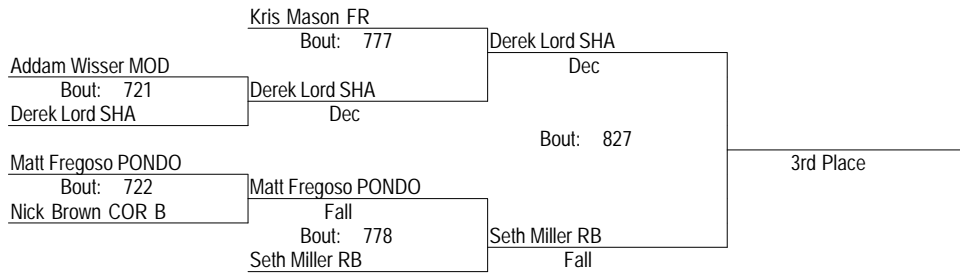 Kris Mason FR
Bout: 777
Derek Lord SHA
Dec
Addam Wisser MOD
Bout: 721
Derek Lord SHA
Derek Lord SHA
Dec
Bout: 827
3rd Place
Matt Fregoso PONDO
Bout: 722
Nick Brown COR B
Matt Fregoso PONDO
Fall
Bout: 778
Seth Miller RB
Seth Miller RB
Fall